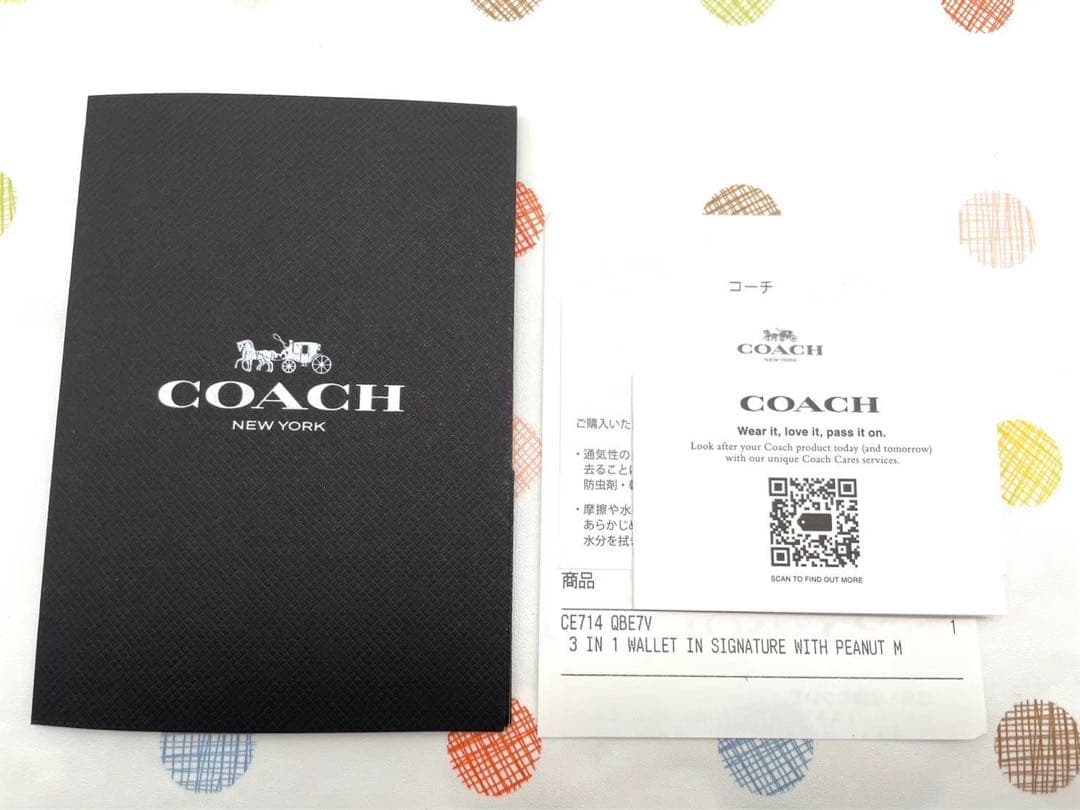 COACH
NEW YORK
コーチ
COACH
NEW YORK
COACH
Wear it, love it, pass it on.
Look after your Coach product today (and tomorrow)
with our unique Coach Cares services.
SCAN TO FIND OUT MORE
ご購入いた
・通気性の
去ること
防虫剤・
・摩擦や水
あらかじ
水分を拭
商品
CE714 QBE7V 1
3 IN 1 WALLET IN SIGNATURE WITH PEANUT M